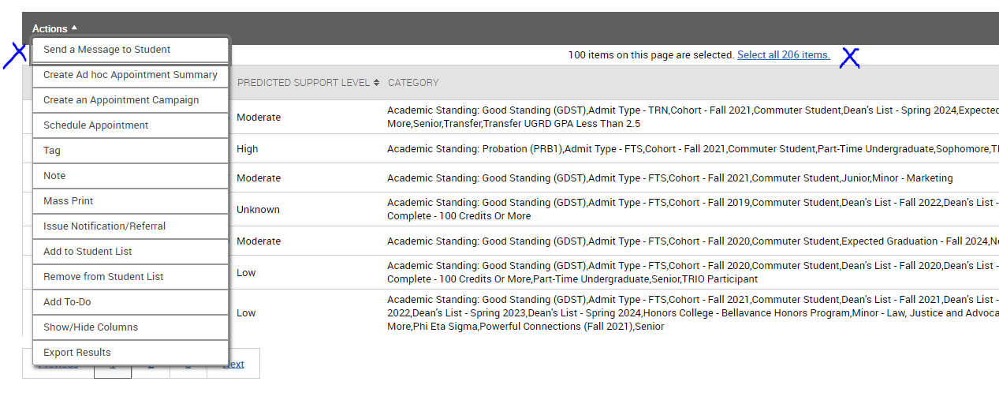 Actions
Send a Message to Student
100 items on this page are selected. Select all 206 items.
Create Ad hoc Appointment Summary
Create an Appointment Campaign
Schedule Appointment
Tag
Note
Mass Print
Issue Notification/Referral
Add to Student List
Remove from Student List
Add To-Do
Show/Hide Columns
Export Results
PREDICTED SUPPORT LEVEL CATEGORY
Moderate
Academic Standing: Good Standing (GDST),Admit Type - TRN,Cohort - Fall 2021,Commuter Student,Dean's List - Spring 2024,Expected
More,Senior,Transfer,Transfer UGRD GPA Less Than 2.5
High
Academic Standing: Probation (PRB1),Admit Type - FTS,Cohort - Fall 2021,Commuter Student,Part-Time Undergraduate,Sophomore,
Moderate
Academic Standing: Good Standing (GDST),Admit Type - FTS,Cohort - Fall 2021,Commuter Student,Junior,Minor - Marketing
Unknown
Academic Standing: Good Standing (GDST),Admit Type - FTS,Cohort - Fall 2019,Commuter Student,Dean's List - Fall 2022,Dean's List -
Complete - 100 Credits Or More
Moderate
Academic Standing: Good Standing (GDST),Admit Type - FTS,Cohort - Fall 2020,Commuter Student,Expected Graduation - Fall 2024,
Low
Academic Standing: Good Standing (GDST),Admit Type - FTS,Cohort - Fall 2020,Commuter Student,Dean's List - Fall 2020,Dean's List -
Complete - 100 Credits Or More,Part-Time Undergraduate,Senior,TRIO Participant
Low
Academic Standing: Good Standing (GDST),Admit Type - FTS,Cohort - Fall 2021,Commuter Student,Dean's List - Fall 2021,Dean's List -
2022,Dean's List - Spring 2023,Dean's List - Spring 2024,Honors College - Bellavance Honors Program,Minor - Law, Justice and Advoca
More,Phi Eta Sigma,Powerful Connections (Fall 2021),Senior
Next